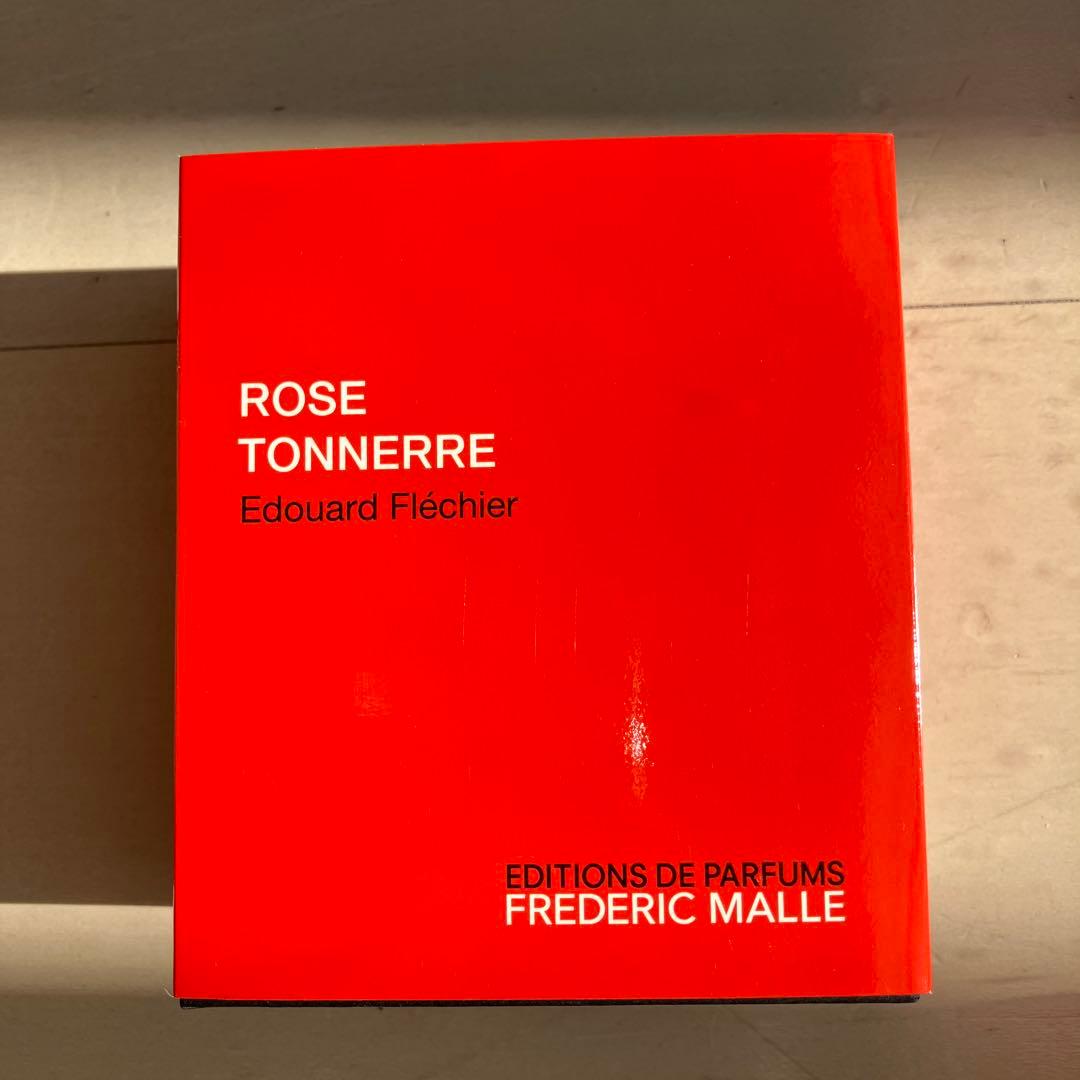 ROSE
TONNERRE
Edouard Fléchier
EDITIONS DE PARFUMS
FREDERIC MALLE